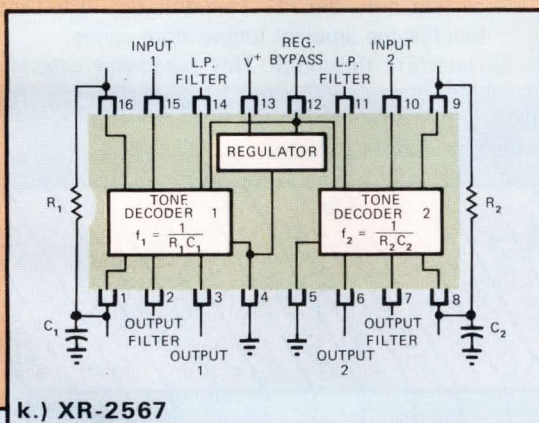 INPUT 1 REG. INPUT 2
L.P. FILTER V+ BYPASS L.P. FILTER
16 15 14 13 12 11 10 9
REGULATOR
R₁ TONE DECODER 1 TONE DECODER 2 R₂
f₁ = 1/R₁C₁ f₂ = 1/R₂C₂
1 2 3 4 5 6 7 8
C₁ OUTPUT FILTER OUTPUT FILTER C₂
OUTPUT 1 OUTPUT 2
k.) XR-2567